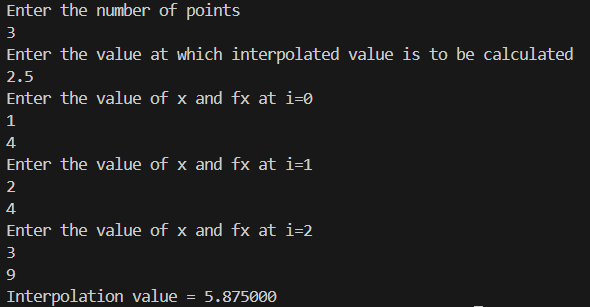 Enter the number of points
3
Enter the value at which interpolated value is to be calculated
2.5
Enter the value of x and fx at i=0
1
4
Enter the value of x and fx at i=1
2
4
Enter the value of x and fx at i=2
3
9
Interpolation value = 5.875000